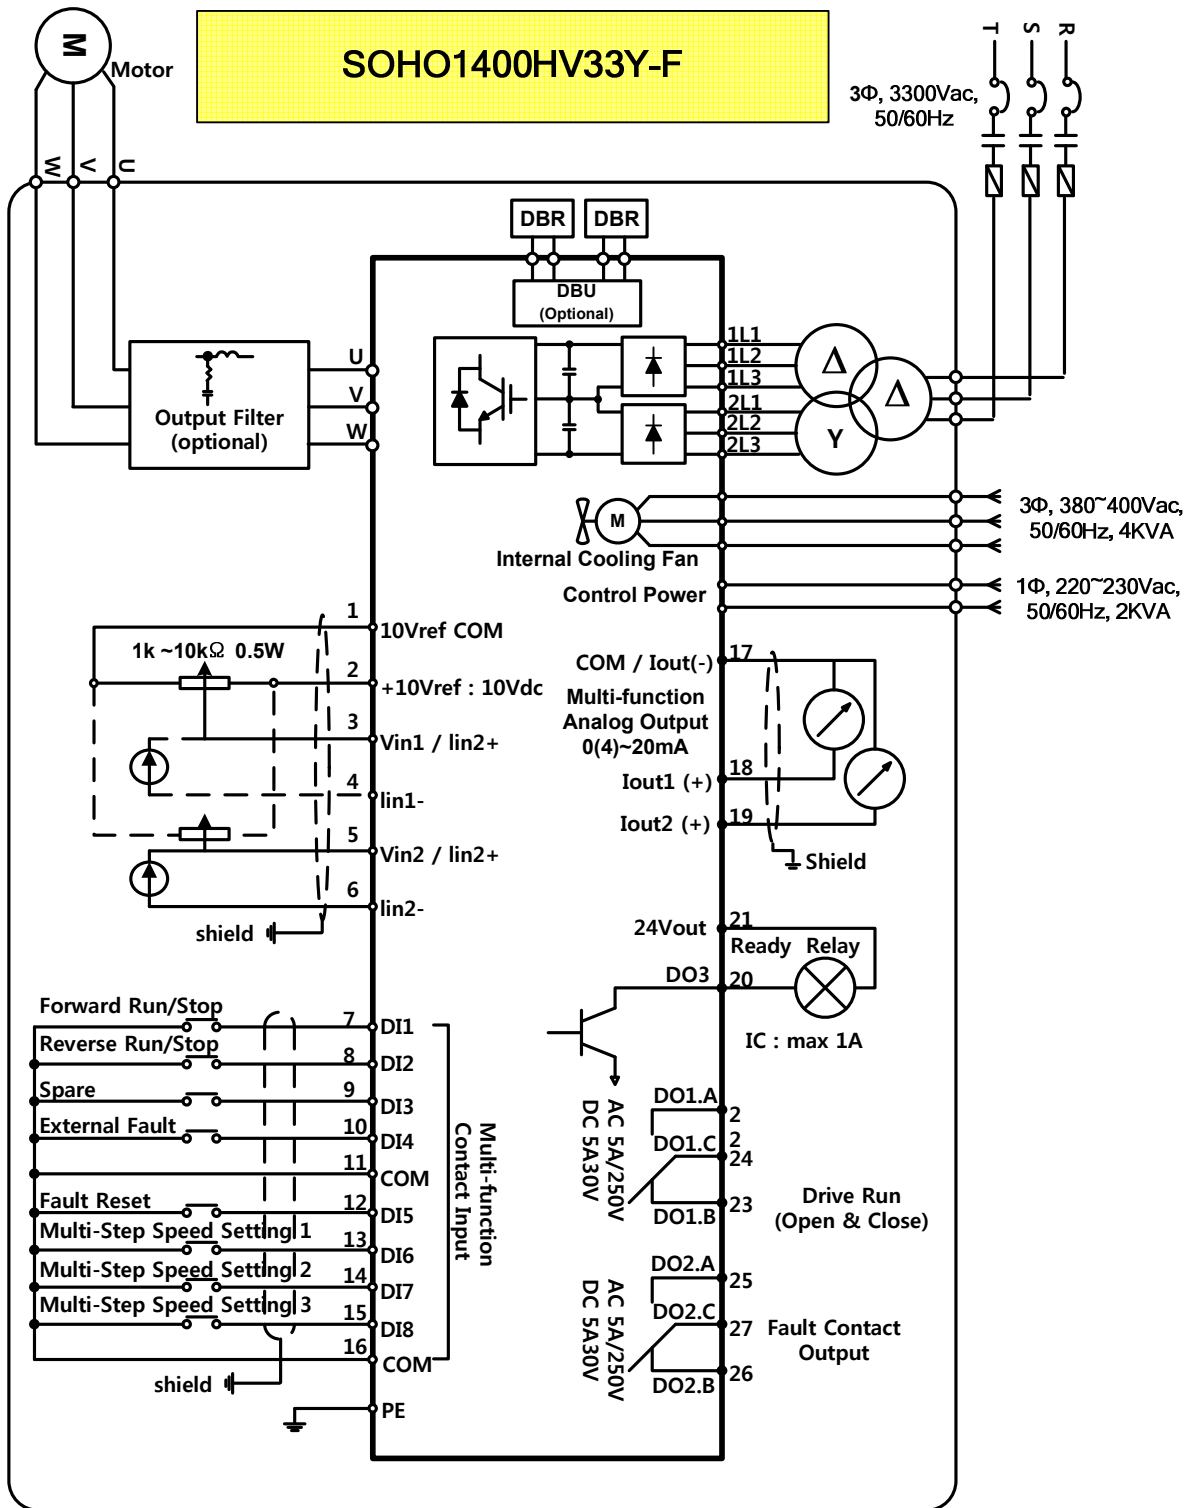 SOHO1400HV33Y-F
M
Motor
W
V
U
T
S
R
3Φ, 3300Vac,
50/60Hz
DBR
DBR
DBU
(Optional)
Output Filter
(optional)
U
V
W
1L1
1L2
1L3
2L1
2L2
2L3
Δ
Y
Δ
M
Internal Cooling Fan
3Φ, 380~400Vac,
50/60Hz, 4KVA
Control Power
1Φ, 220~230Vac,
50/60Hz, 2KVA
1
10Vref COM
1k ~10kΩ 0.5W
2
+10Vref : 10Vdc
3
Vin1 / Iin2+
4
Iin1-
5
Vin2 / Iin2+
6
Iin2-
shield
COM / Iout(-)
17
Multi-function
Analog Output
0(4)~20mA
Iout1 (+)
18
Iout2 (+)
19
Shield
24Vout
21
Ready Relay
DO3
20
IC : max 1A
Forward Run/Stop
7
DI1
Reverse Run/Stop
8
DI2
Spare
9
DI3
External Fault
10
DI4
11
COM
Fault Reset
12
DI5
Multi-Step Speed Setting 1
13
DI6
Multi-Step Speed Setting 2
14
DI7
Multi-Step Speed Setting 3
15
DI8
16
COM
shield
PE
Multi-function
Contact Input
AC 5A/250V
DC 5A30V
DO1.A
2
2
DO1.C
24
DO1.B
23
Drive Run
(Open & Close)
AC 5A/250V
DC 5A30V
DO2.A
25
DO2.C
27
DO2.B
26
Fault Contact
Output